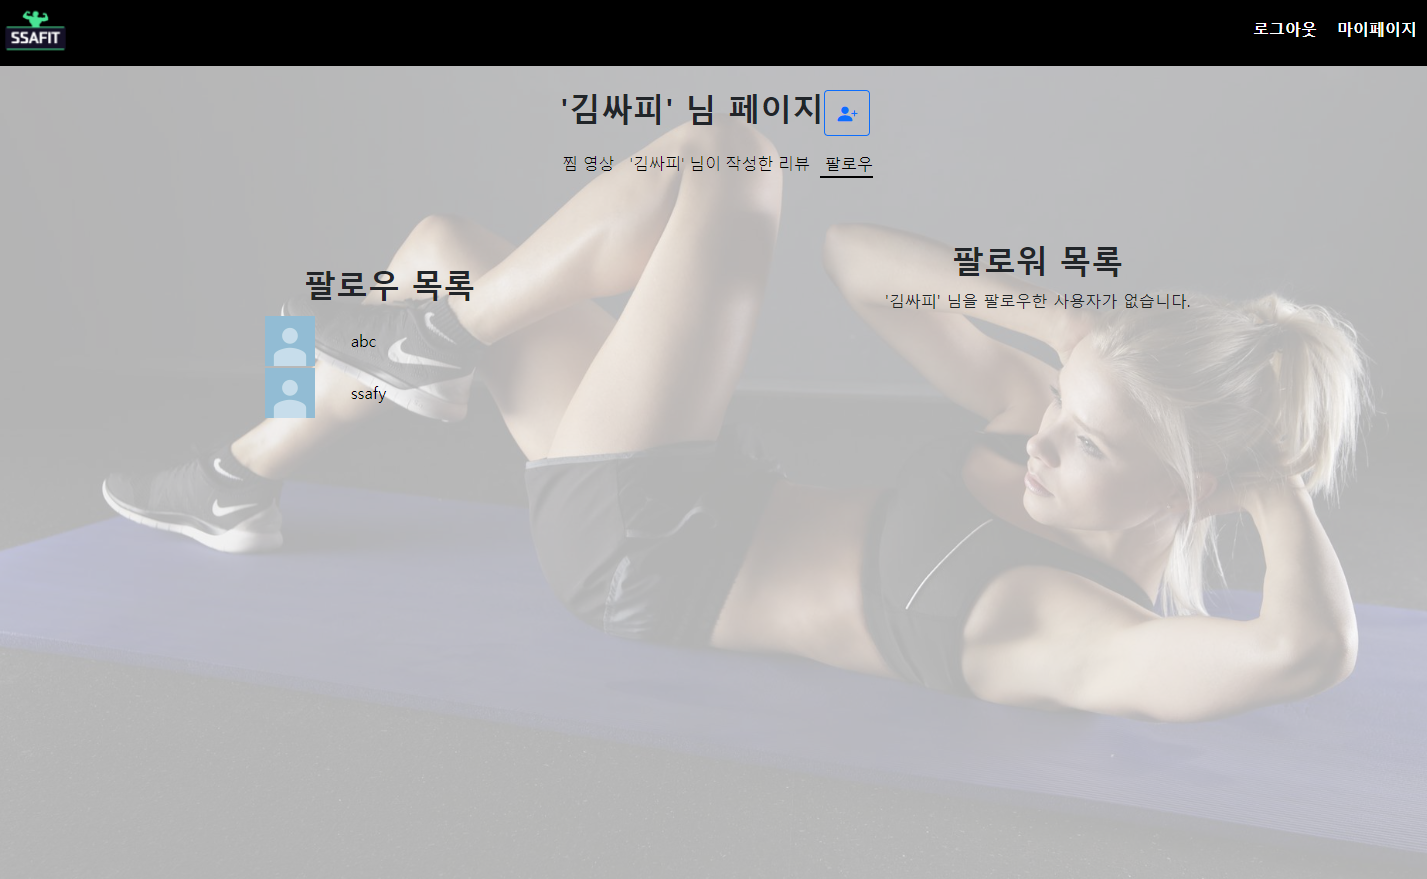 SSAFIT
로그아웃 마이페이지
'김싸피' 님 페이지
찜 영상 '김싸피' 님이 작성한 리뷰 팔로우
팔로우 목록
abc
ssafy
팔로워 목록
'김싸피' 님을 팔로우한 사용자가 없습니다.